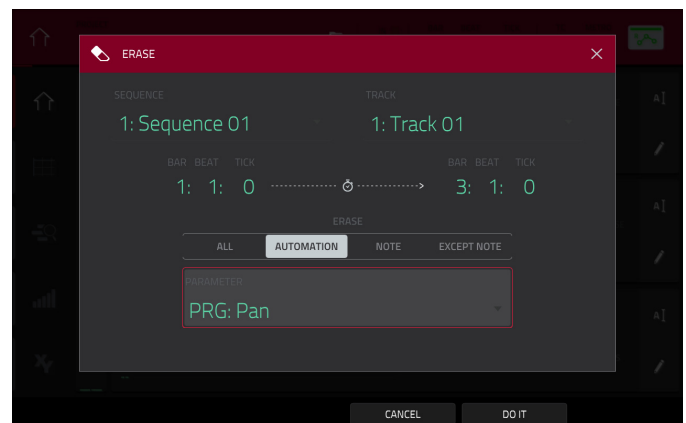 ERASE
SEQUENCE TRACK
1: Sequence 01 1: Track 01
BAR BEAT TICK BAR BEAT TICK
1: 1: 0 3: 1: 0
ERASE
ALL AUTOMATION NOTE EXCEPT NOTE
PARAMETER
PRG: Pan
CANCEL DO IT